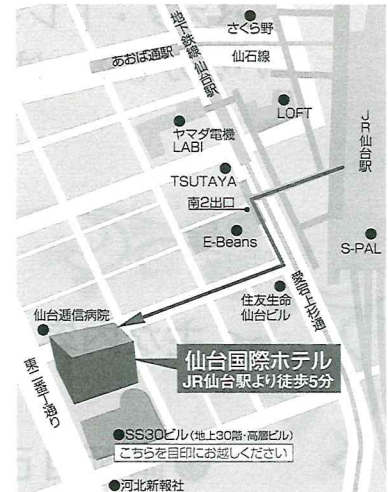 さくら野
地下鉄線仙台駅
あおば通駅
仙石線
LOFT
JR仙台駅
ヤマダ電機
LABI
TSUTAYA
南2出口
E-Beans
S-PAL
愛宕上杉通
住友生命
仙台ビル
仙台逓信病院
東二番丁通り
仙台国際ホテル
JR仙台駅より徒歩5分
●SS30ビル(地上30階・高層ビル)
こちらを目印にお越しください
●河北新報社